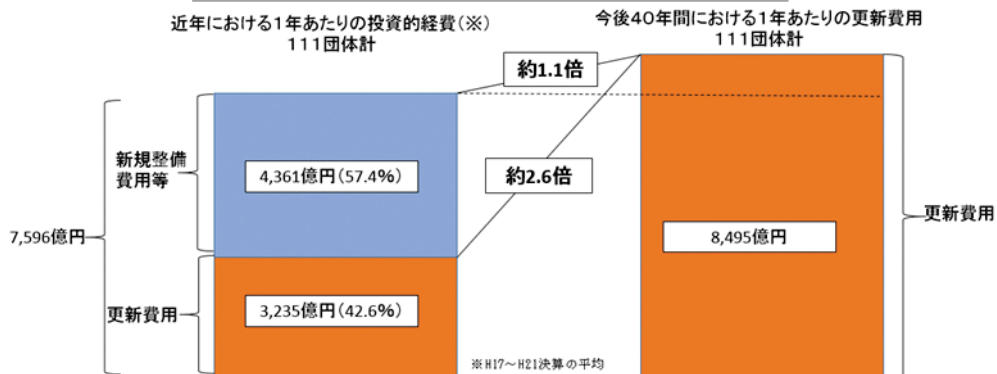 近年における1年あたりの投資的経費(※)
111団体計
今後40年間における1年あたりの更新費用
111団体計
約1.1倍
新規整備
費用等
4,361億円(57.4%)
約2.6倍
7,596億円
8,495億円
更新費用
更新費用
3,235億円(42.6%)
※H17～H21決算の平均